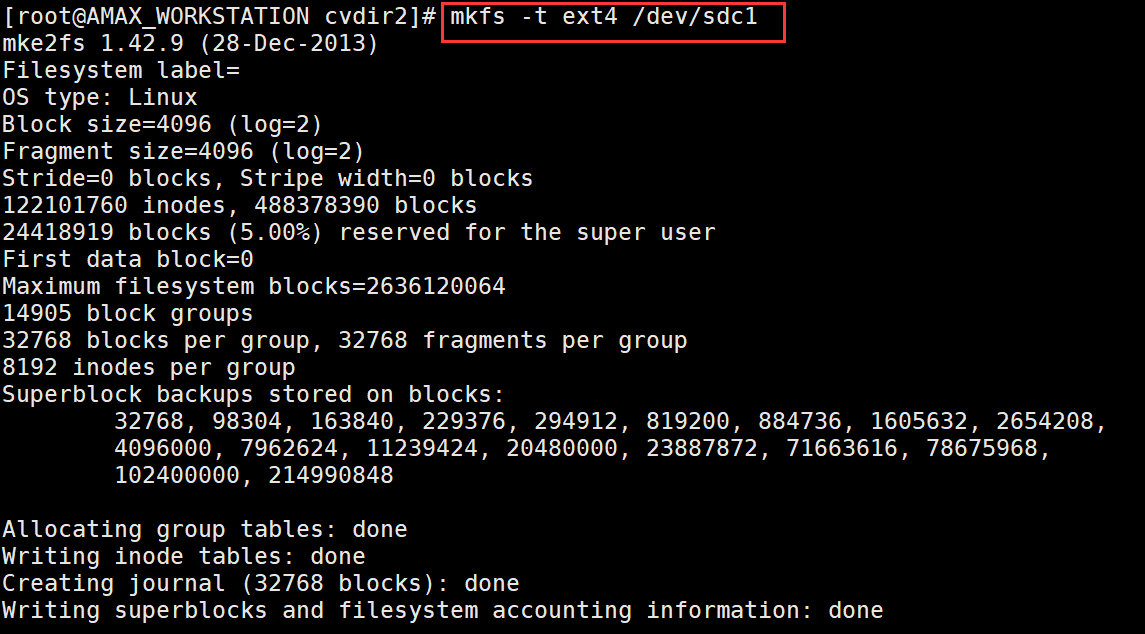 [root@AMAX_WORKSTATION cvdir2]# mkfs -t ext4 /dev/sdc1
mke2fs 1.42.9 (28-Dec-2013)
Filesystem label=
OS type: Linux
Block size=4096 (log=2)
Fragment size=4096 (log=2)
Stride=0 blocks, Stripe width=0 blocks
122101760 inodes, 488378390 blocks
24418919 blocks (5.00%) reserved for the super user
First data block=0
Maximum filesystem blocks=2636120064
14905 block groups
32768 blocks per group, 32768 fragments per group
8192 inodes per group
Superblock backups stored on blocks:
        32768, 98304, 163840, 229376, 294912, 819200, 884736, 1605632, 2654208,
        4096000, 7962624, 11239424, 20480000, 23887872, 71663616, 78675968,
        102400000, 214990848

Allocating group tables: done
Writing inode tables: done
Creating journal (32768 blocks): done
Writing superblocks and filesystem accounting information: done